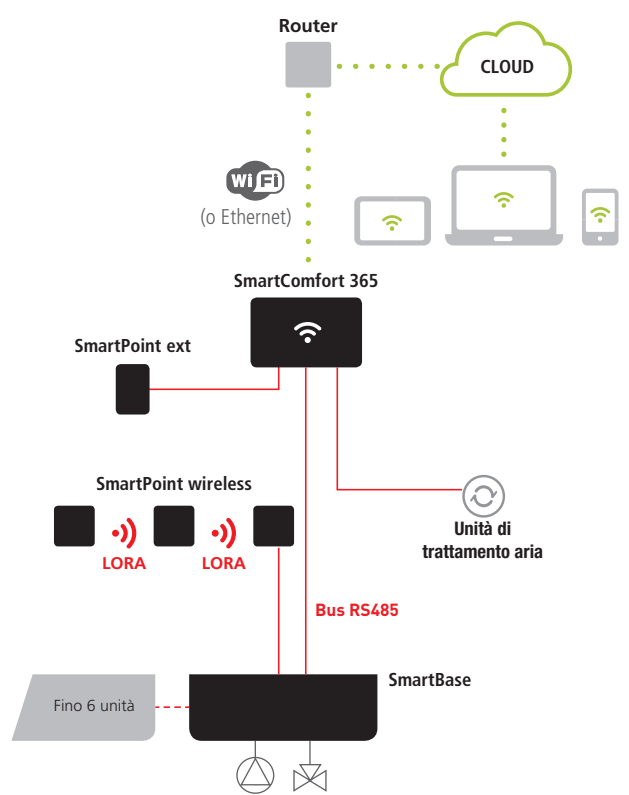 Router
CLOUD
WiFi
(o Ethernet)
SmartComfort 365
SmartPoint ext
SmartPoint wireless
LORA
LORA
Unità di
trattamento aria
Bus RS485
SmartBase
Fino 6 unità